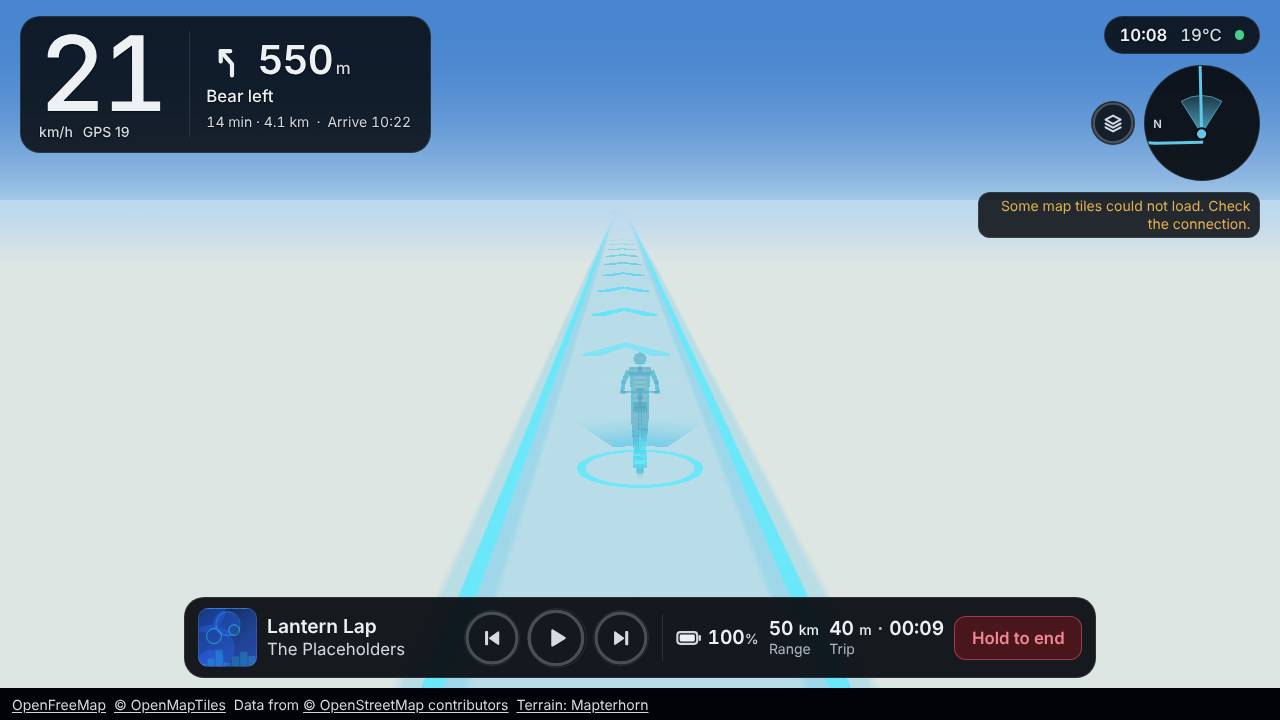 21
km/h GPS 19
550 m
Bear left
14 min · 4.1 km · Arrive 10:22
10:08 19°C
N
Some map tiles could not load. Check
the connection.
Lantern Lap
The Placeholders
100%
50 km
Range
40 m · 00:09
Trip
Hold to end
OpenFreeMap © OpenMapTiles Data from © OpenStreetMap contributors Terrain: Mapterhorn